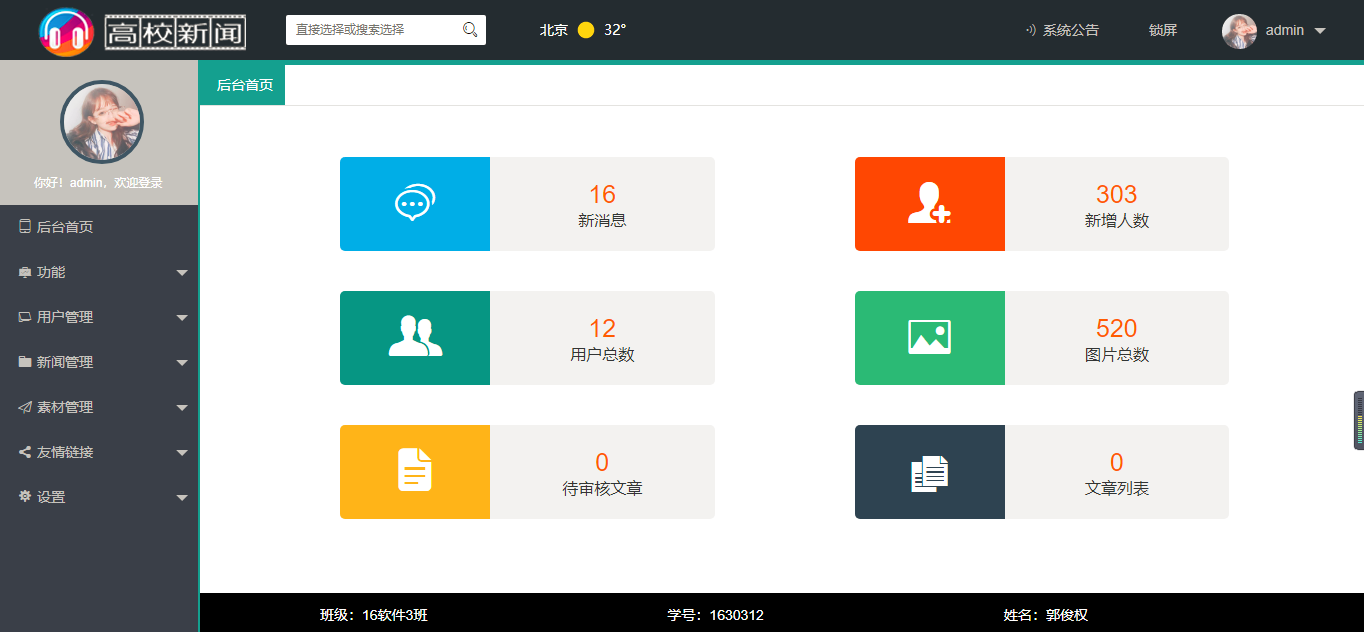 高校新闻
直接选择或搜索选择
北京 32°
系统公告
锁屏
admin
你好！admin，欢迎登录
后台首页
功能
用户管理
新闻管理
素材管理
友情链接
设置
后台首页
16
新消息
303
新增人数
12
用户总数
520
图片总数
0
待审核文章
0
文章列表
班级：16软件3班
学号：1630312
姓名：郭俊权